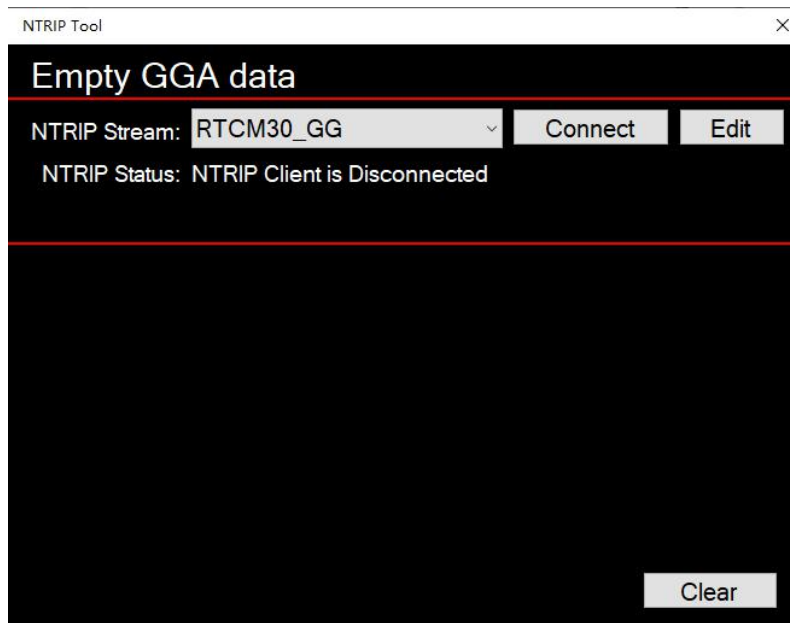 NTRIP Tool
Empty GGA data
NTRIP Stream: RTCM30_GG Connect Edit
NTRIP Status: NTRIP Client is Disconnected
Clear